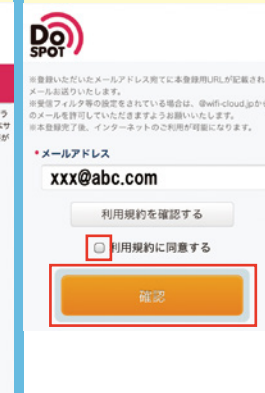 DO
SPOT
※登録いただいたメールアドレス宛てに本登録用URLが記載され
メールお送りいたします。
※受信フィルタ等の設定をされている場合は、@wifi-cloud.jpか
のメールを許可していただきますようお願いいたします。
※本登録完了後、インターネットのご利用が可能になります。
*メールアドレス
xxx@abc.com
利用規約を確認する
利用規約に同意する
確認